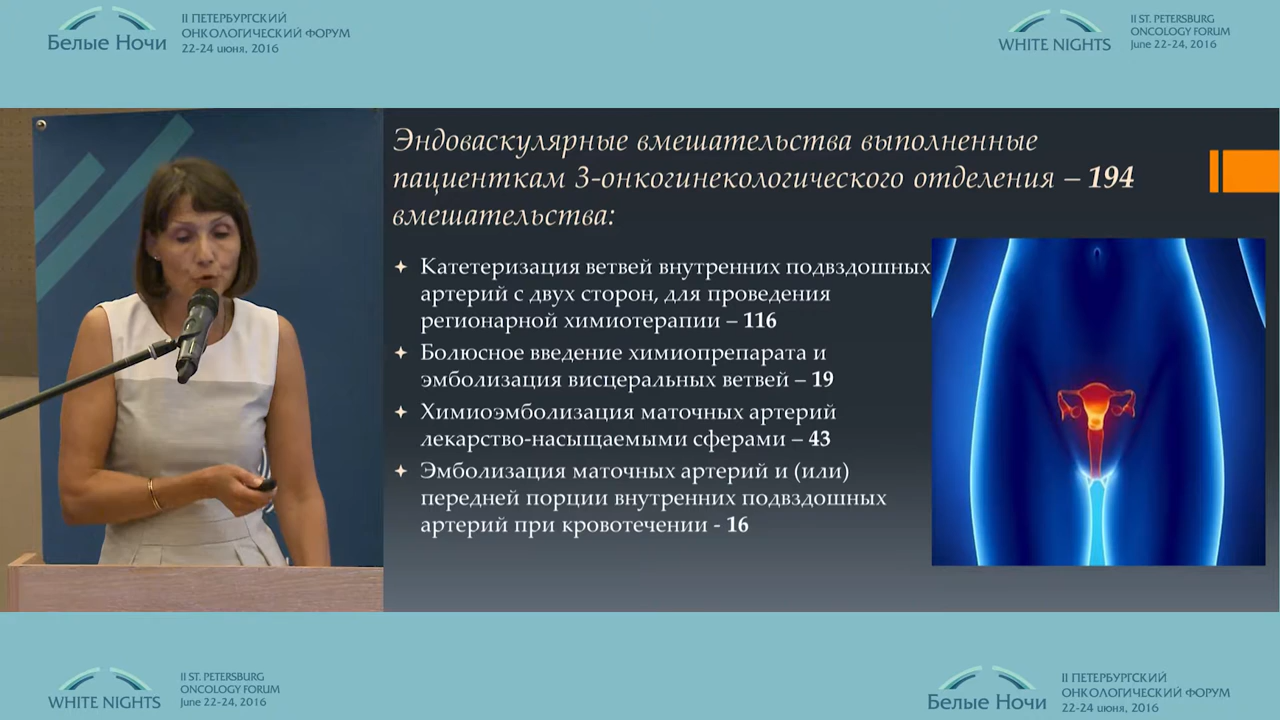 Белые Ночи
II ПЕТЕРБУРГСКИЙ
ОНКОЛОГИЧЕСКИЙ ФОРУМ
22-24 июня, 2016
WHITE NIGHTS
II ST. PETERSBURG
ONCOLOGY FORUM
June 22-24, 2016
Эндоваскулярные вмешательства выполненные
пациенткам 3-онкогинекологического отделения – 194
вмешательства:
Катетеризация ветвей внутренних подвздошных
артерий с двух сторон, для проведения
регионарной химиотерапии – 116
Болюсное введение химиопрепарата и
эмболизация висцеральных ветвей – 19
Химиоэмболизация маточных артерий
лекарство-насыщаемыми сферами – 43
Эмболизация маточных артерий и (или)
передней порции внутренних подвздошных
артерий при кровотечении - 16
WHITE NIGHTS
II ST. PETERSBURG
ONCOLOGY FORUM
June 22-24, 2016
Белые Ночи
II ПЕТЕРБУРГСКИЙ
ОНКОЛОГИЧЕСКИЙ ФОРУМ
22-24 июня, 2016